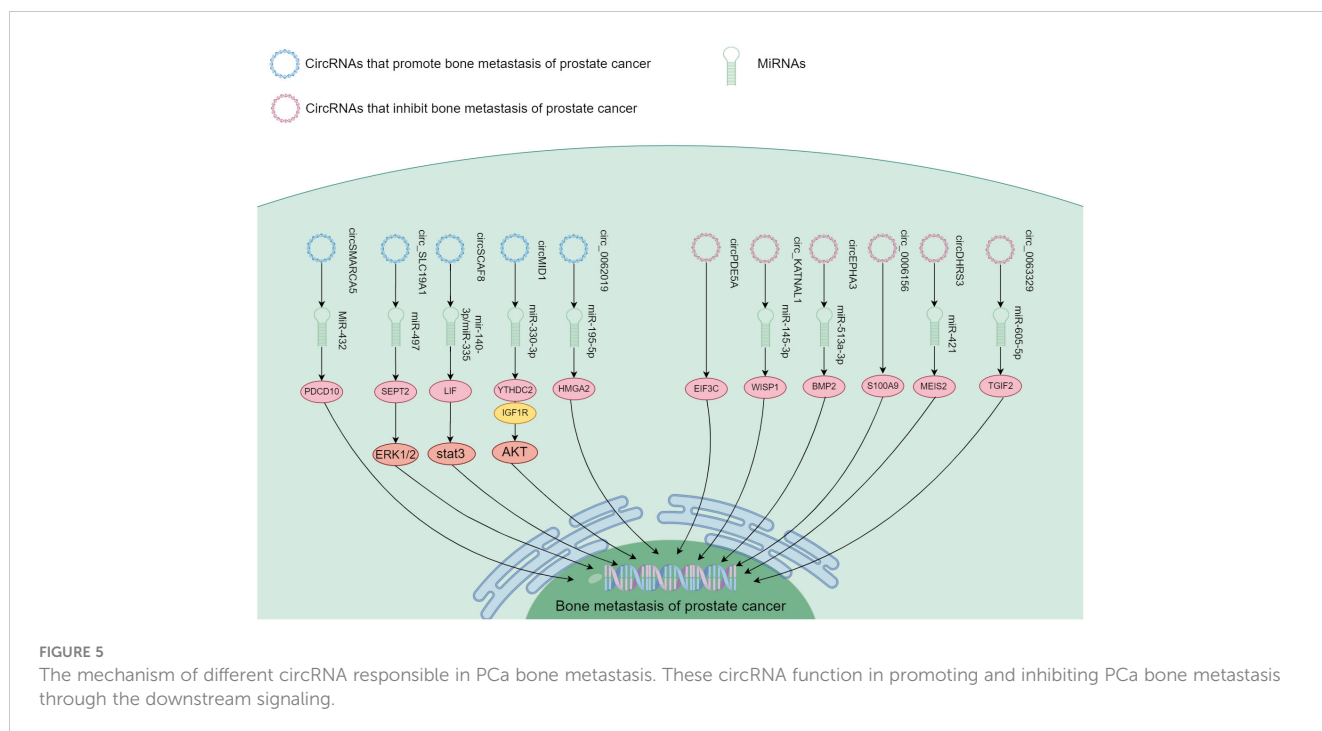 CircRNAs that promote bone metastasis of prostate cancer
MiRNAs
CircRNAs that inhibit bone metastasis of prostate cancer
circSMARCA5
circ_SLC19A1
circSCAF8
circMID1
circ_0062019
circPDE5A
circ_KATNAL1
circEPHA3
circ_0006156
circDHRS3
circ_0063329
MiR-432
miR-497
mir-140-
3p/miR-335
miR-330-3p
miR-195-5p
miR-145-3p
miR-513a-3p
miR-421
miR-605-5p
PDCD10
SEPT2
LIF
YTHDC2
HMGA2
EIF3C
WISP1
BMP2
S100A9
MEIS2
TGIF2
IGF1R
ERK1/2
stat3
AKT
Bone metastasis of prostate cancer
FIGURE 5
The mechanism of different circRNA responsible in PCa bone metastasis. These circRNA function in promoting and inhibiting PCa bone metastasis
through the downstream signaling.